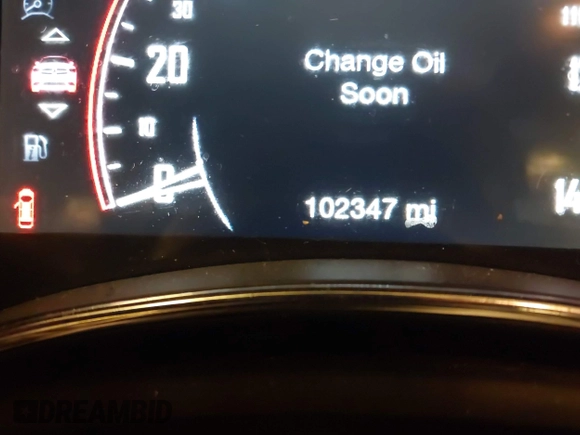 30
20
10
0
Change Oil
Soon
102347 mi
DREAMBID